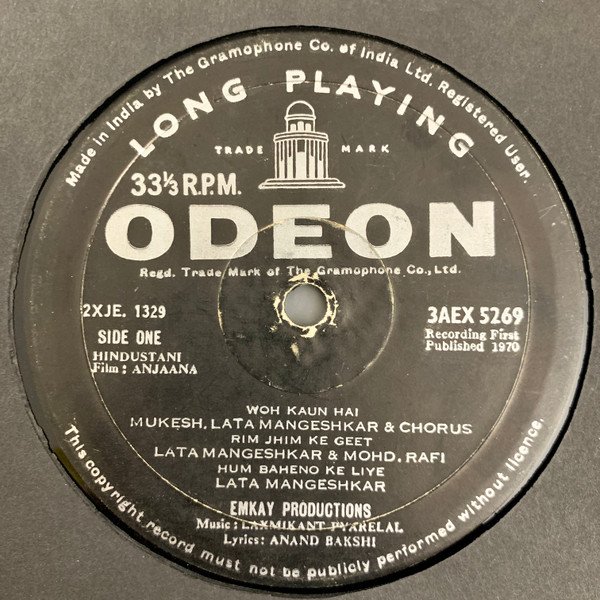 Made in India by The Gramophone Co. of India Ltd. Registered User.
LONG PLAYING
TRADE MARK
33⅓ R.P.M.
ODEON
Regd. Trade Mark of The Gramophone Co., Ltd.
2XJE. 1329
3AEX 5269
SIDE ONE
Recording First
Published 1970
HINDUSTANI
Film : ANJAANA
WOH KAUN HAI
MUKESH, LATA MANGESHKAR & CHORUS
RIM JHIM KE GEET
LATA MANGESHKAR & MOHD. RAFI
HUM BAHENO KE LIYE
LATA MANGESHKAR
EMKAY PRODUCTIONS
Music : LAXMIKANT PYARELAL
Lyrics : ANAND BAKSHI
This copyright record must not be publicly performed without licence.